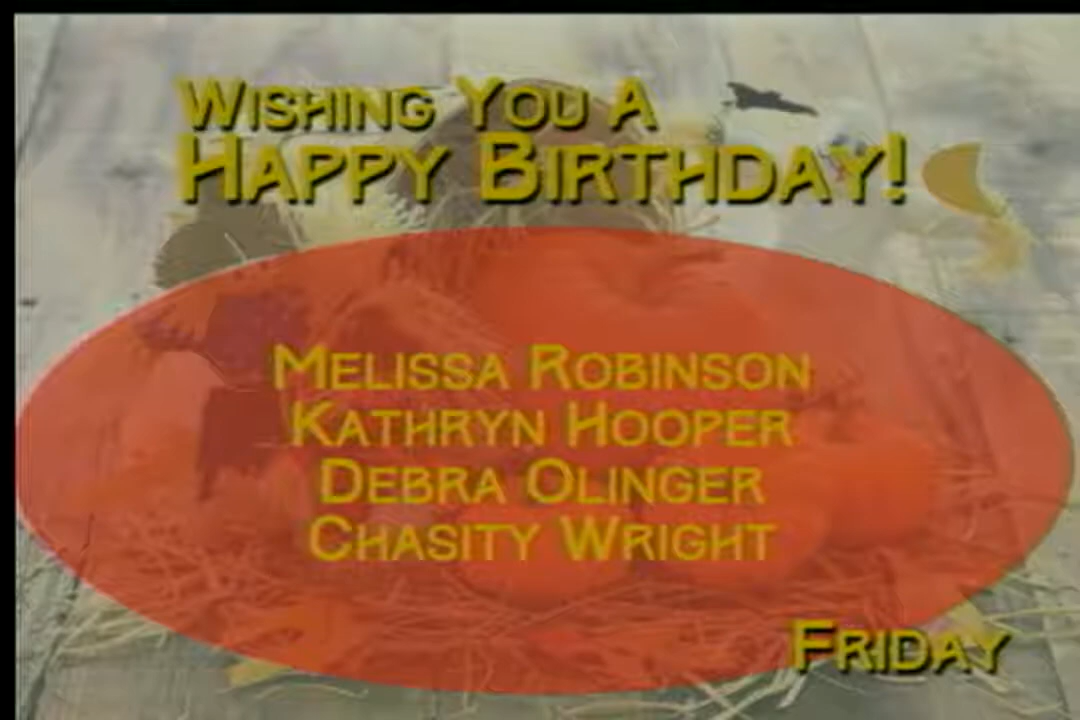 Wishing You A
Happy Birthday!
Melissa Robinson
Kathryn Hooper
Debra Olinger
Chasity Wright
Friday